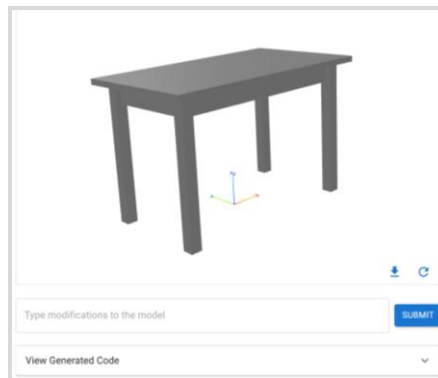 Type modifications to the model
SUBMIT
View Generated Code